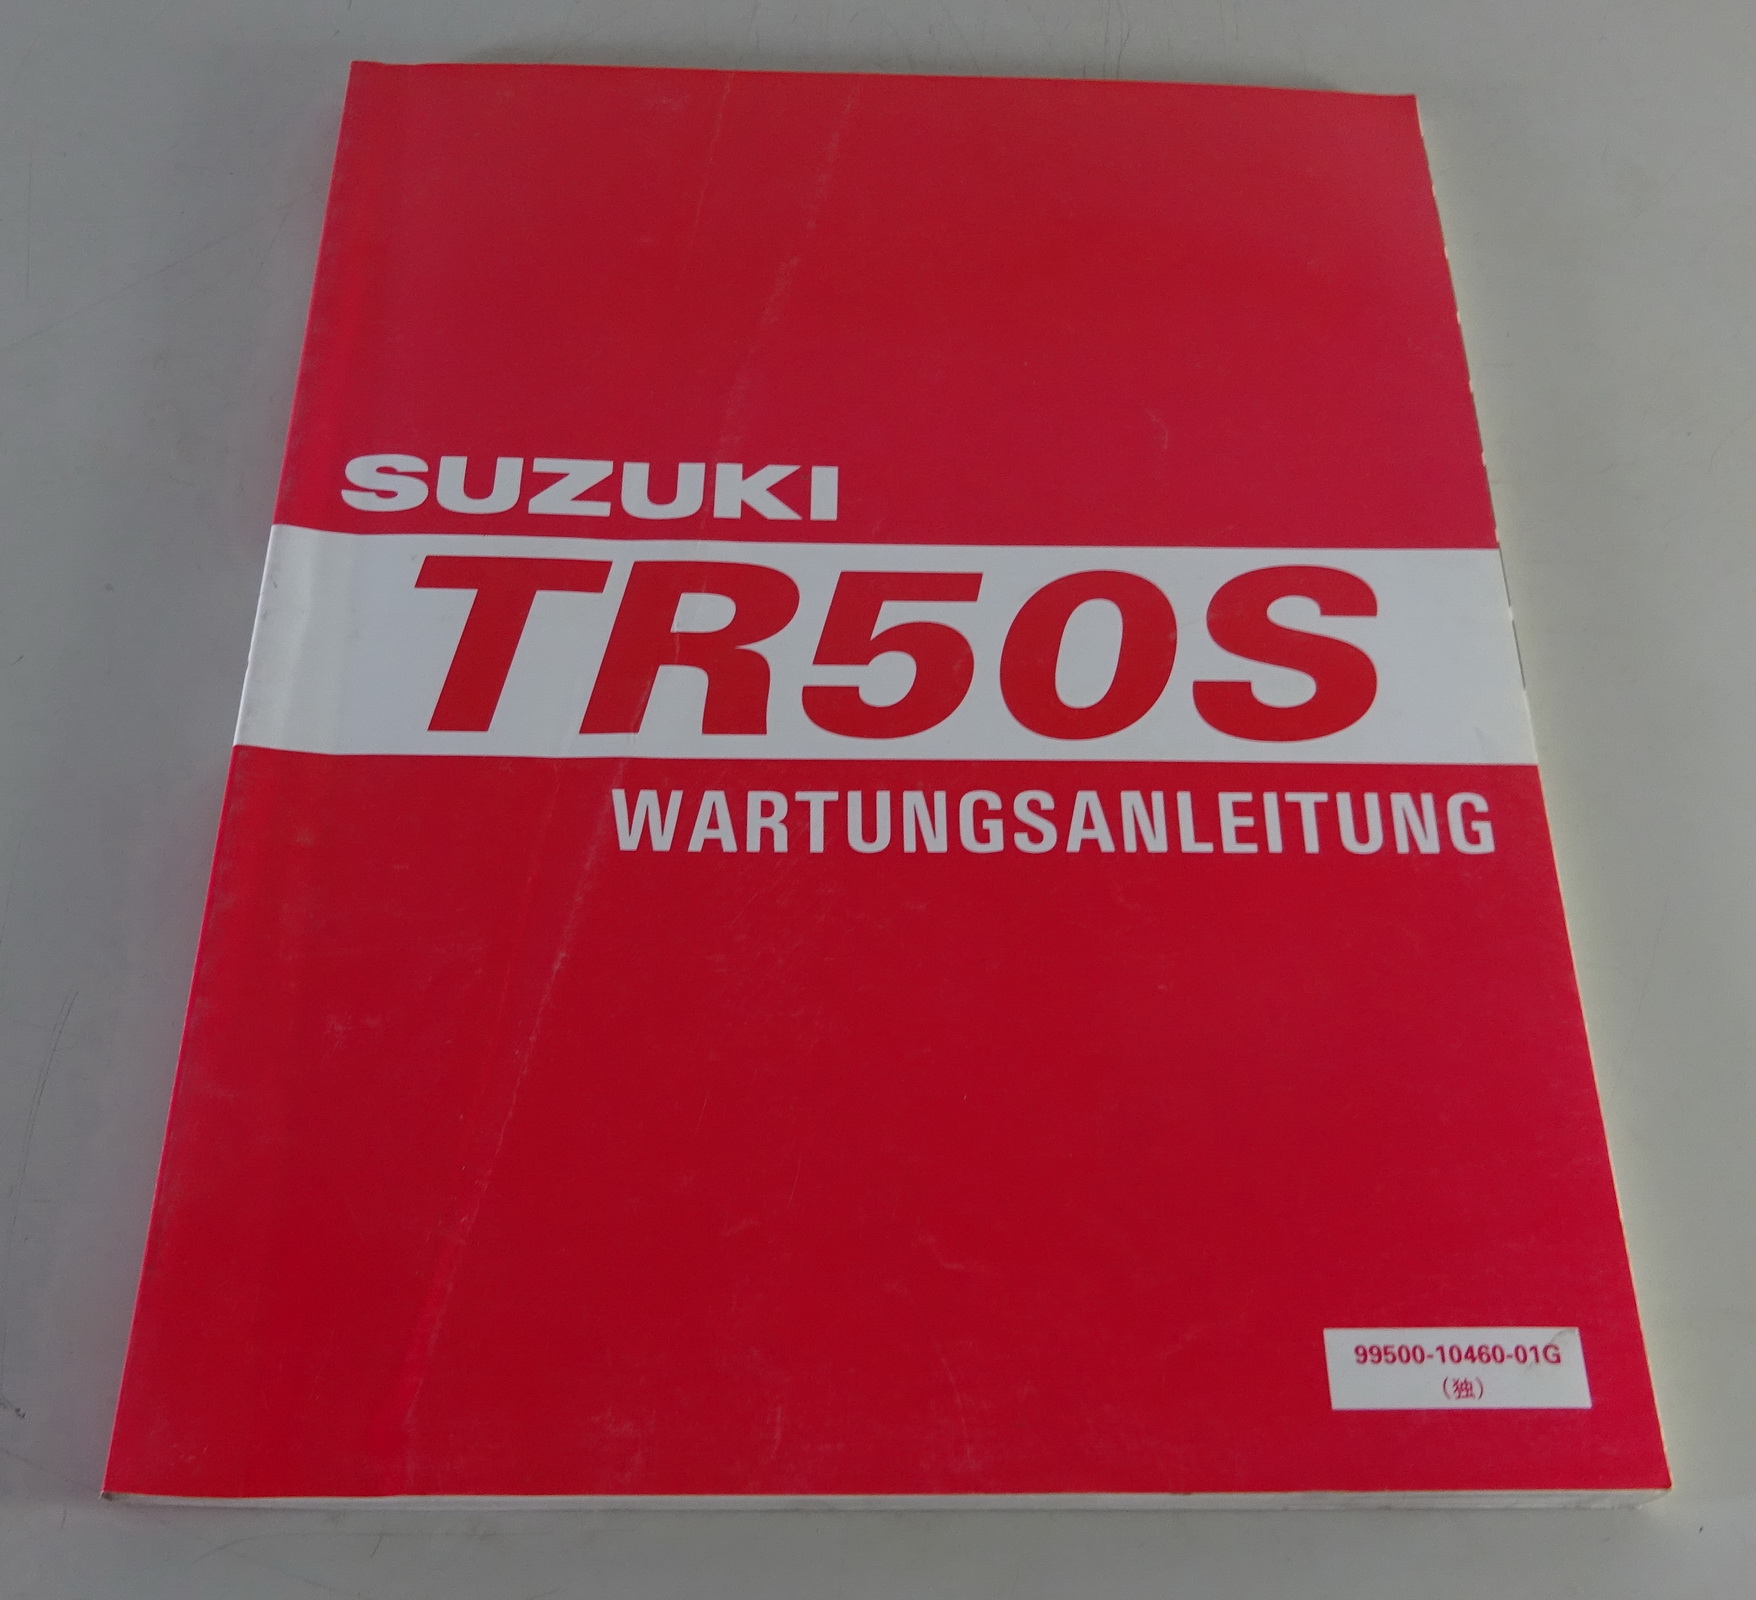 SUZUKI
TR50S
WARTUNGSANLEITUNG
99500-10460-01G
(独)